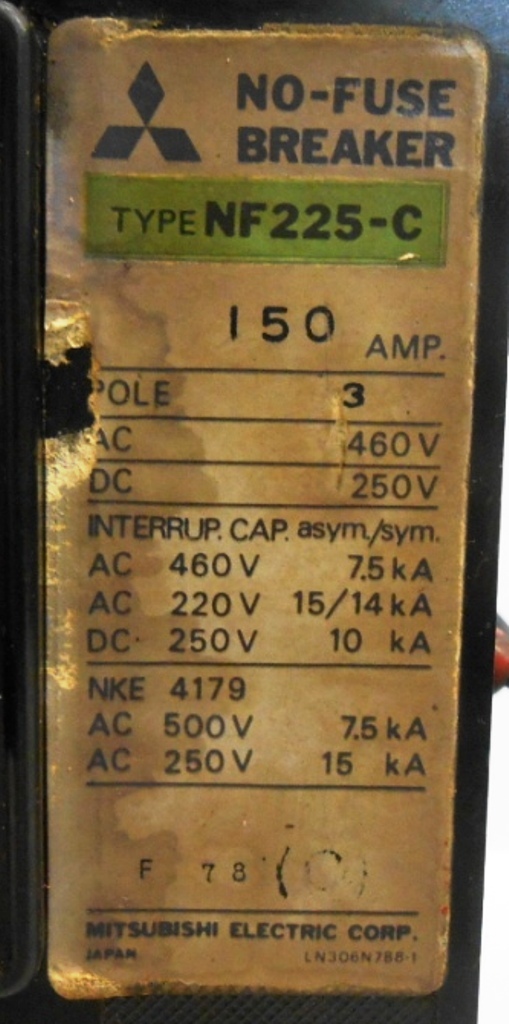 NO-FUSE
BREAKER
TYPE NF225-C
150 AMP.
POLE 3
AC 460V
DC 250V
INTERRUP. CAP. asym./sym.
AC 460V 7.5kA
AC 220V 15/14kA
DC 250V 10 kA
NKE 4179
AC 500V 7.5kA
AC 250V 15 kA
F 78
MITSUBISHI ELECTRIC CORP.
JAPAN LN306N788-1